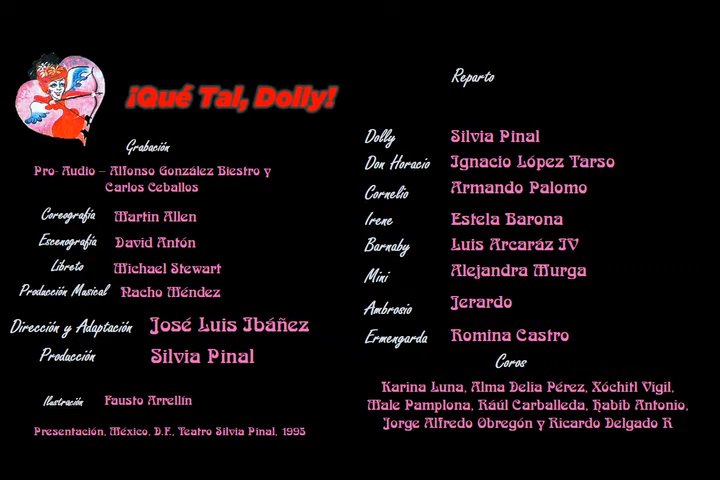 ¡Qué Tal, Dolly!
Grabación
Pro- Audio – Alfonso González Biestro y
Carlos Ceballos
Coreografía Martin Allen
Escenografía David Antón
Libreto Michael Stewart
Producción Musical Nacho Méndez
Dirección y Adaptación José Luis Ibáñez
Producción Silvia Pinal
Ilustración Fausto Arrellín
Presentación, México, D.F., Teatro Silvia Pinal, 1995
Reparto
Dolly Silvia Pinal
Don Horacio Ignacio López Tarso
Cornelio Armando Palomo
Irene Estela Barona
Barnaby Luis Arcaráz IV
Mini Alejandra Murga
Ambrosio Jerardo
Ermengarda Romina Castro
Coros
Karina Luna, Alma Delia Pérez, Xóchitl Vigil,
Male Pamplona, Ráúl Carballeda, Habib Antonio,
Jorge Alfredo Obregón y Ricardo Delgado R